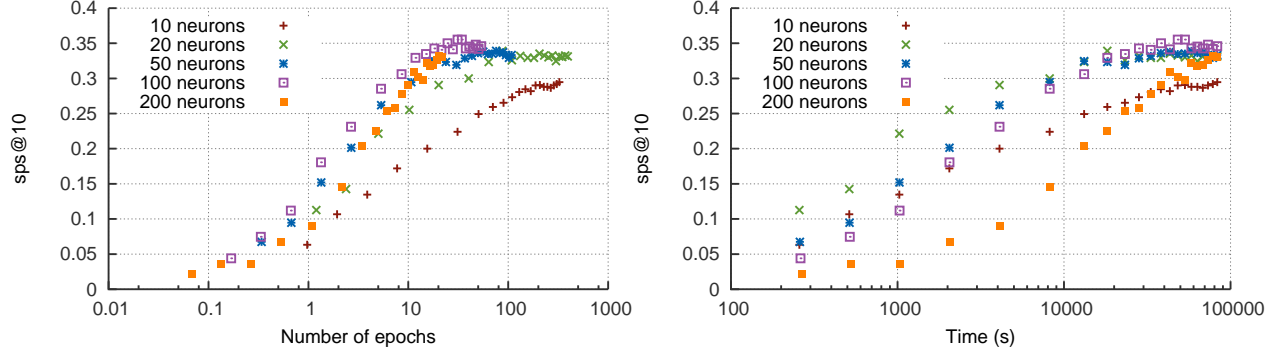 0.4
0.35
0.3
0.25
0.2
0.15
0.1
0.05
0
sps@10
10 neurons
20 neurons
50 neurons
100 neurons
200 neurons
0.01
0.1
1
10
100
1000
Number of epochs
0.4
0.35
0.3
0.25
0.2
0.15
0.1
0.05
0
sps@10
10 neurons
20 neurons
50 neurons
100 neurons
200 neurons
100
1000
10000
100000
Time (s)